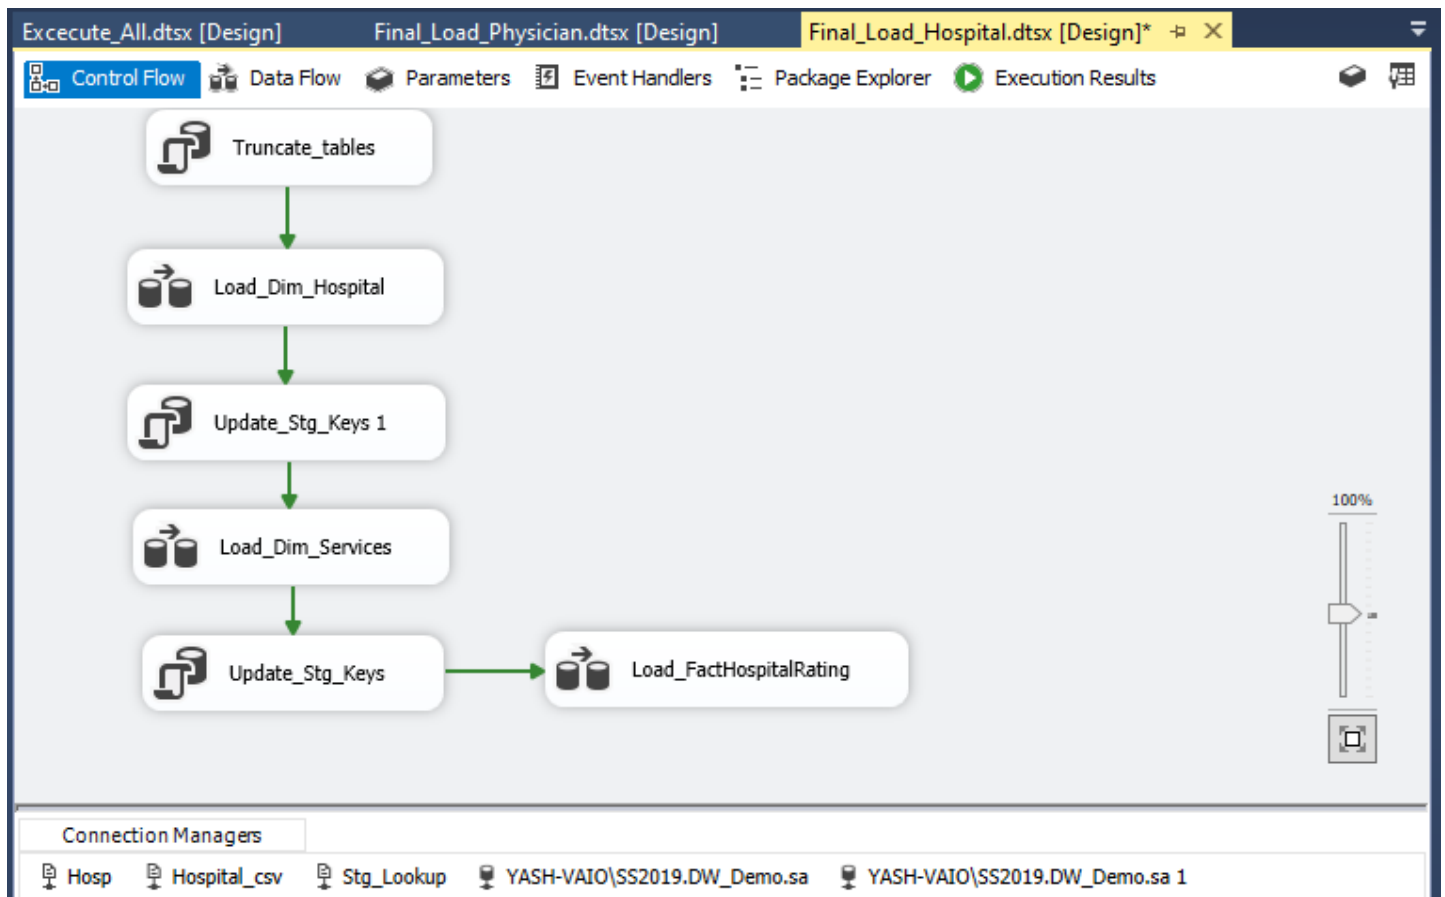 Excecute_All.dtsx [Design] Final_Load_Physician.dtsx [Design] Final_Load_Hospital.dtsx [Design]*
Control Flow Data Flow Parameters Event Handlers Package Explorer Execution Results
Truncate_tables
Load_Dim_Hospital
Update_Stg_Keys 1
100%
Load_Dim_Services
Update_Stg_Keys Load_FactHospitalRating
Connection Managers
Hosp Hospital_csv Stg_Lookup YASH-VAIO\SS2019.DW_Demo.sa YASH-VAIO\SS2019.DW_Demo.sa 1